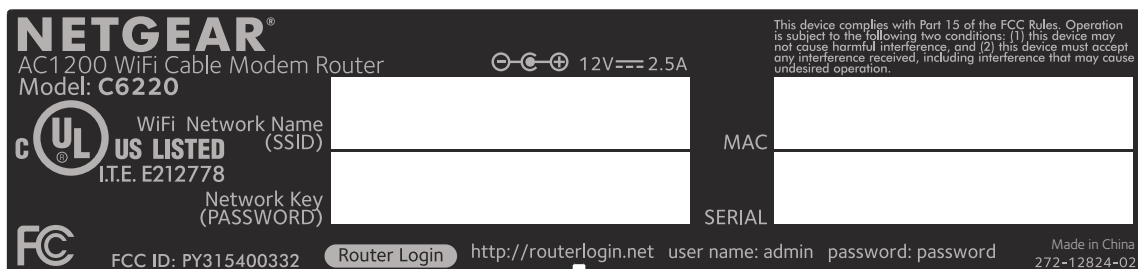 NETGEAR®
AC1200 WiFi Cable Modem Router
Model: C6220
12V 2.5A
This device complies with Part 15 of the FCC Rules. Operation
is subject to the following two conditions: (1) this device may
not cause harmful interference, and (2) this device must accept
any interference received, including interference that may cause
undesired operation.
C UL® US LISTED
I.T.E. E212778
WiFi Network Name
(SSID)
MAC
Network Key
(PASSWORD)
SERIAL
FC
FCC ID: PY315400332
Router Login
http://routerlogin.net user name: admin password: password
Made in China
272-12824-02